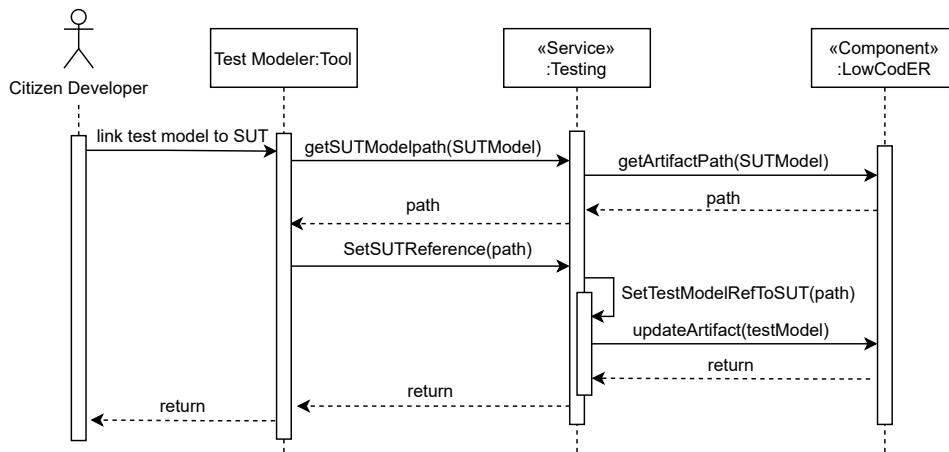 Citizen Developer
Test Modeler:Tool
«Service»
:Testing
«Component»
:LowCodER
link test model to SUT
getSUTModelpath(SUTModel)
getArtifactPath(SUTModel)
path
path
SetSUTReference(path)
SetTestModelRefToSUT(path)
updateArtifact(testModel)
return
return
return